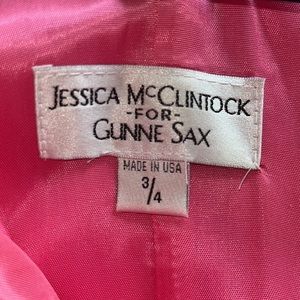 JESSICA MCCLINTOCK
-FOR-
GUNNE SAX
MADE IN USA
3/4